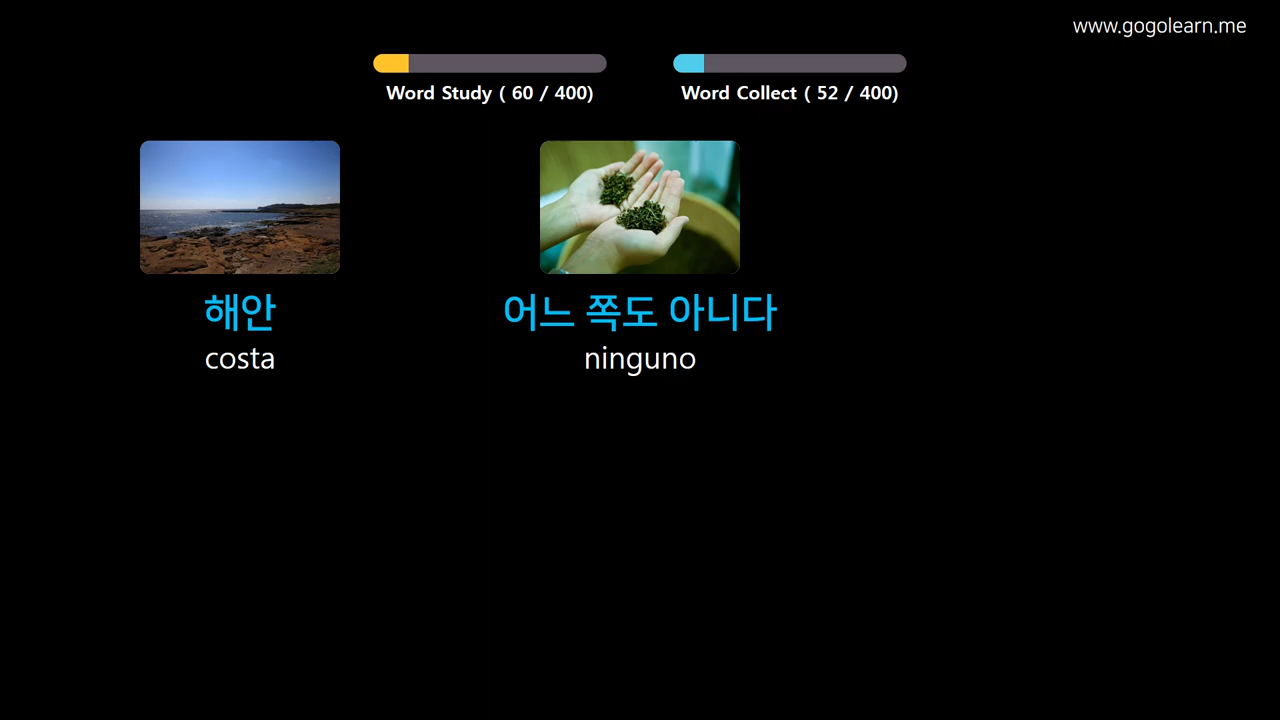 www.gogolearn.me
Word Study ( 60 / 400)
Word Collect ( 52 / 400)
해안
costa
어느 쪽도 아니다
ninguno